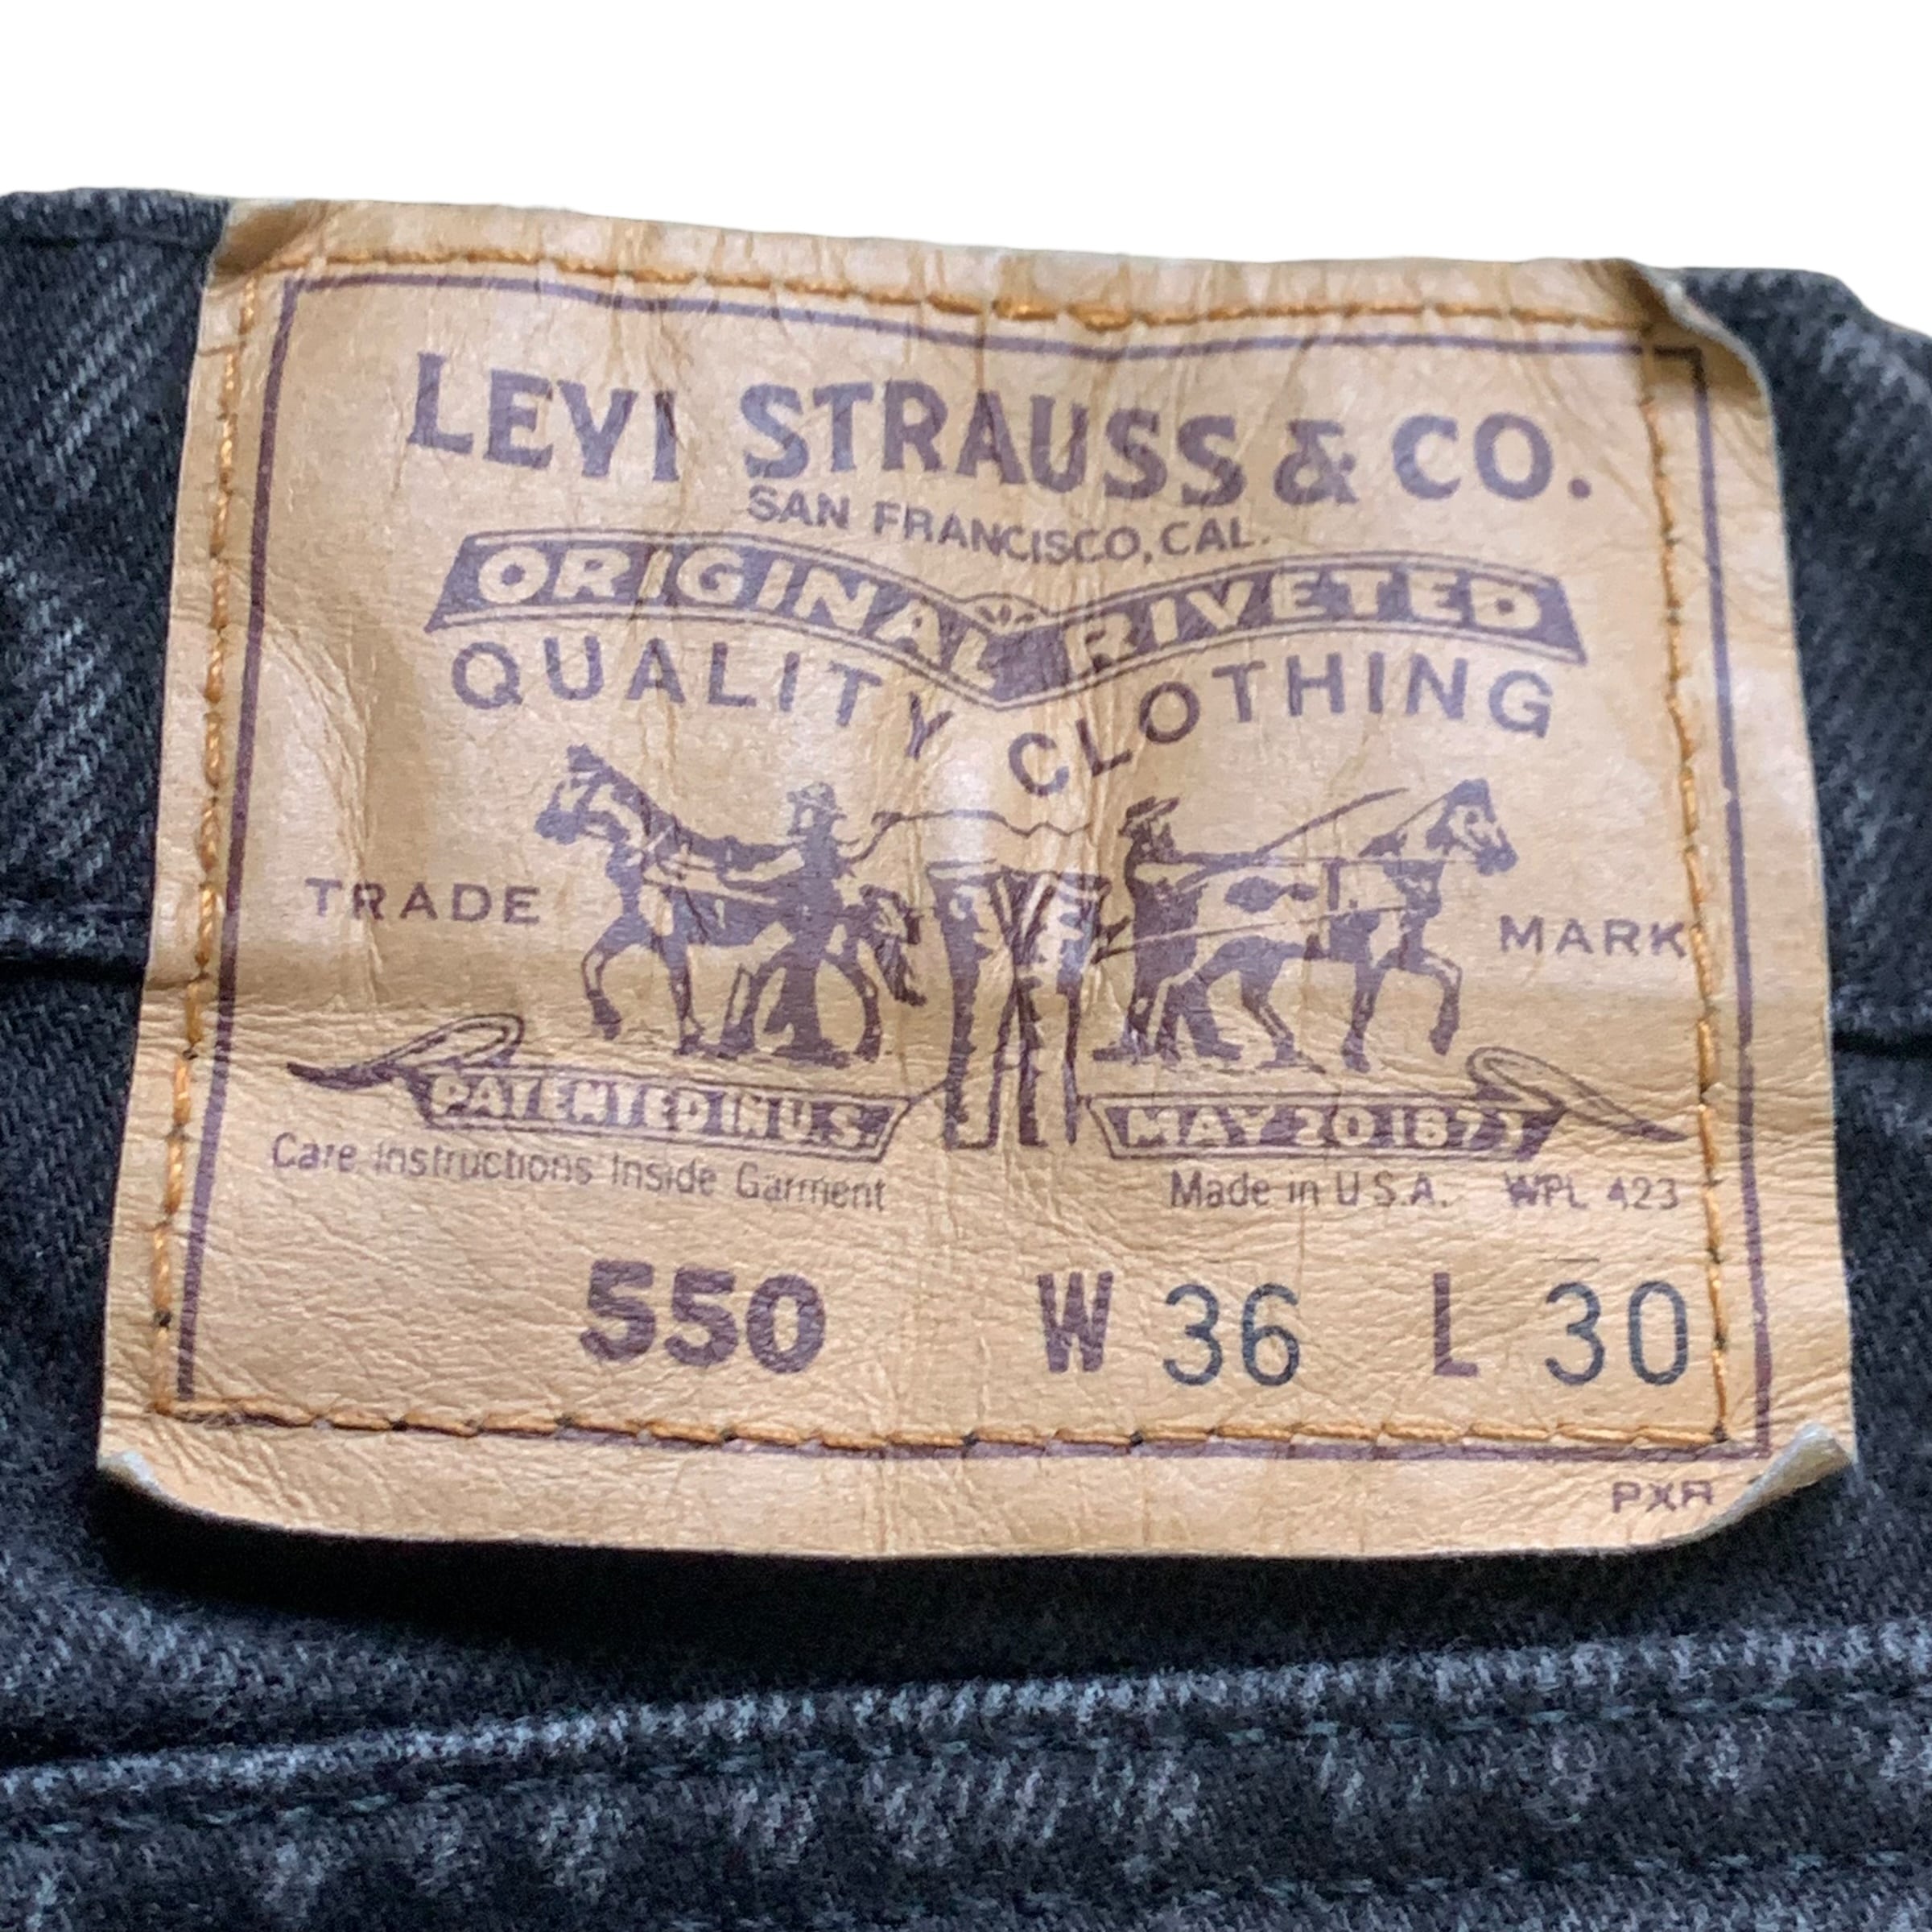 LEVI STRAUSS & CO.
SAN FRANCISCO, CAL.
ORIGINAL RIVETED
QUALITY CLOTHING
TRADE MARK
PATENTED IN U.S. MAY 20 1873
Care Instructions Inside Garment Made in U.S.A. WPL 423
550 W 36 L 30
PXR